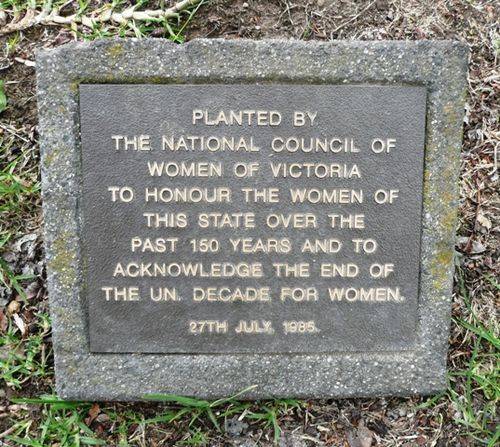 PLANTED BY
THE NATIONAL COUNCIL OF
WOMEN OF VICTORIA
TO HONOUR THE WOMEN OF
THIS STATE OVER THE
PAST 150 YEARS AND TO
ACKNOWLEDGE THE END OF
THE UN. DECADE FOR WOMEN.
27TH JULY, 1985.